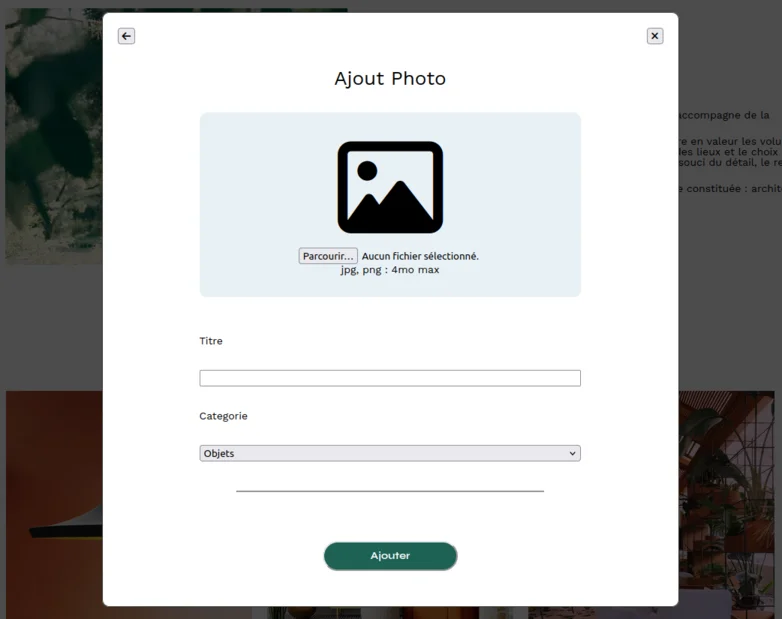 Ajout Photo
accompagne de la
re en valeur les volu
des lieux et le choix
souci du détail, le re
e constituée : archit
Parcourir... Aucun fichier sélectionné.
jpg, png : 4mo max
Titre
Categorie
Objets
Ajouter